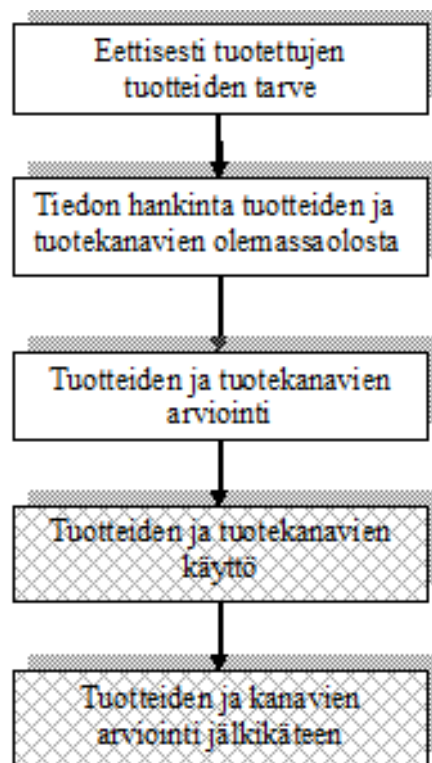 Eettisesti tuotettujen
tuotteiden tarve
Tiedon hankinta tuotteiden ja
tuotekanavien olemassaolosta
Tuotteiden ja tuotekanavien
arviointi
Tuotteiden ja tuotekanavien
käyttö
Tuotteiden ja kanavien
arviointi jälkikäteen